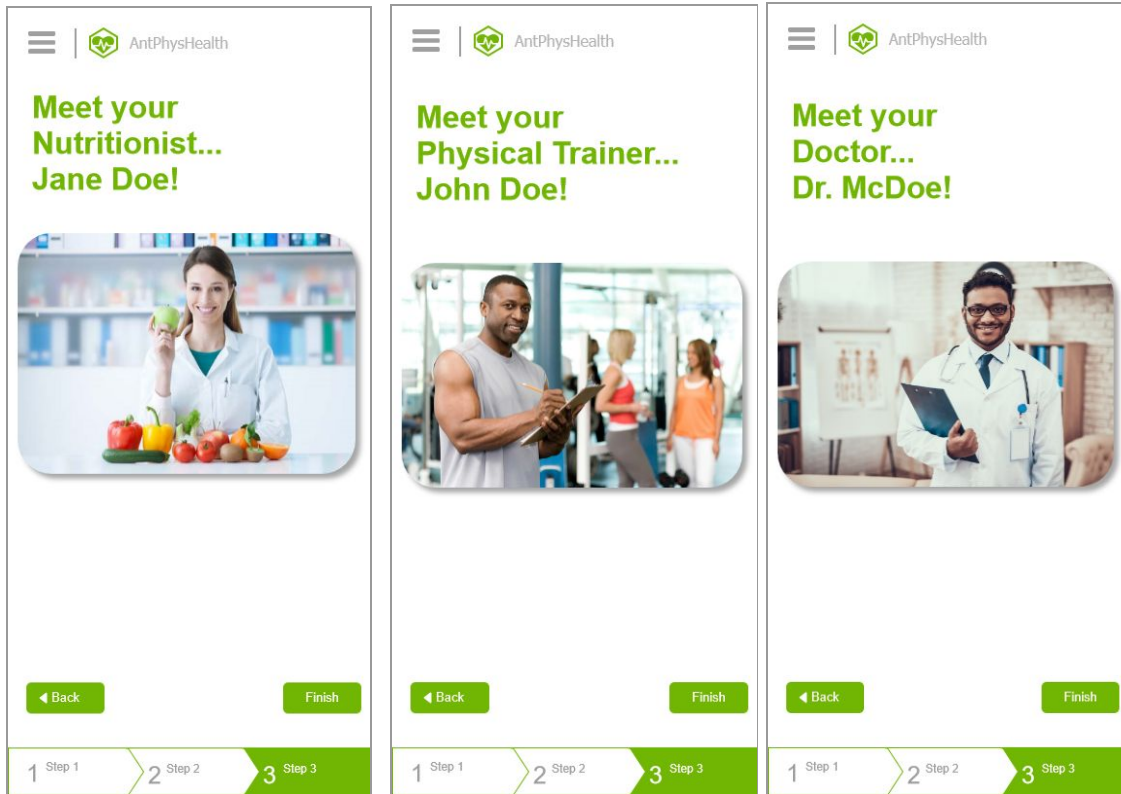 AntPhysHealth
Meet your
Nutritionist...
Jane Doe!
Back
Finish
1 Step 1
2 Step 2
3 Step 3
AntPhysHealth
Meet your
Physical Trainer...
John Doe!
Back
Finish
1 Step 1
2 Step 2
3 Step 3
AntPhysHealth
Meet your
Doctor...
Dr. McDoe!
Back
Finish
1 Step 1
2 Step 2
3 Step 3